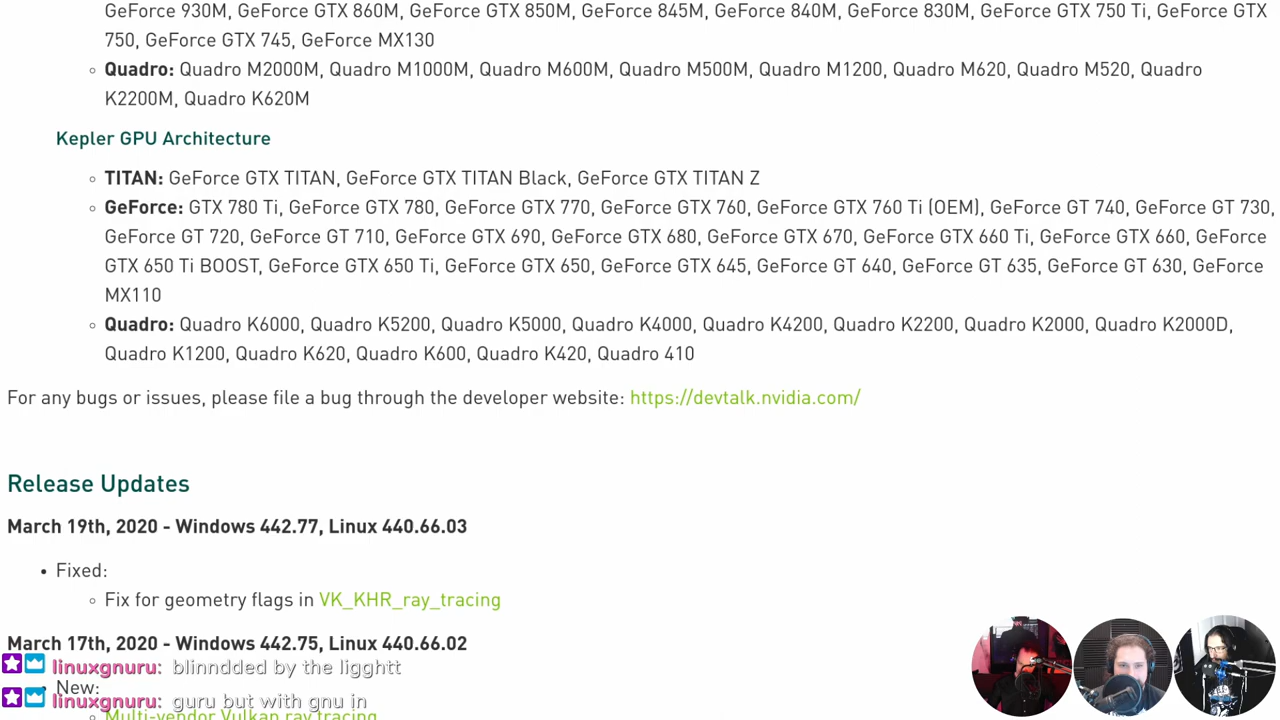 GeForce 930M, GeForce GTX 860M, GeForce GTX 850M, GeForce 845M, GeForce 840M, GeForce 830M, GeForce GTX 750 Ti, GeForce GTX
750, GeForce GTX 745, GeForce MX130
Quadro: Quadro M2000M, Quadro M1000M, Quadro M600M, Quadro M500M, Quadro M1200, Quadro M620, Quadro M520, Quadro
K2200M, Quadro K620M
Kepler GPU Architecture
TITAN: GeForce GTX TITAN, GeForce GTX TITAN Black, GeForce GTX TITAN Z
GeForce: GTX 780 Ti, GeForce GTX 780, GeForce GTX 770, GeForce GTX 760, GeForce GTX 760 Ti (OEM), GeForce GT 740, GeForce GT 730,
GeForce GT 720, GeForce GT 710, GeForce GTX 690, GeForce GTX 680, GeForce GTX 670, GeForce GTX 660 Ti, GeForce GTX 660, GeForce
GTX 650 Ti BOOST, GeForce GTX 650 Ti, GeForce GTX 650, GeForce GTX 645, GeForce GT 640, GeForce GT 635, GeForce GT 630, GeForce
MX110
Quadro: Quadro K6000, Quadro K5200, Quadro K5000, Quadro K4000, Quadro K4200, Quadro K2200, Quadro K2000, Quadro K2000D,
Quadro K1200, Quadro K620, Quadro K600, Quadro K420, Quadro 410
For any bugs or issues, please file a bug through the developer website: https://devtalk.nvidia.com/
Release Updates
March 19th, 2020 - Windows 442.77, Linux 440.66.03
Fixed:
Fix for geometry flags in VK_KHR_ray_tracing
March 17th, 2020 - Windows 442.75, Linux 440.66.02
linuxgnuru: blinndded by the ligghtt
New:
linuxgnuru: guru but with gnu in
Multi-vendor Vulkan ray tracing